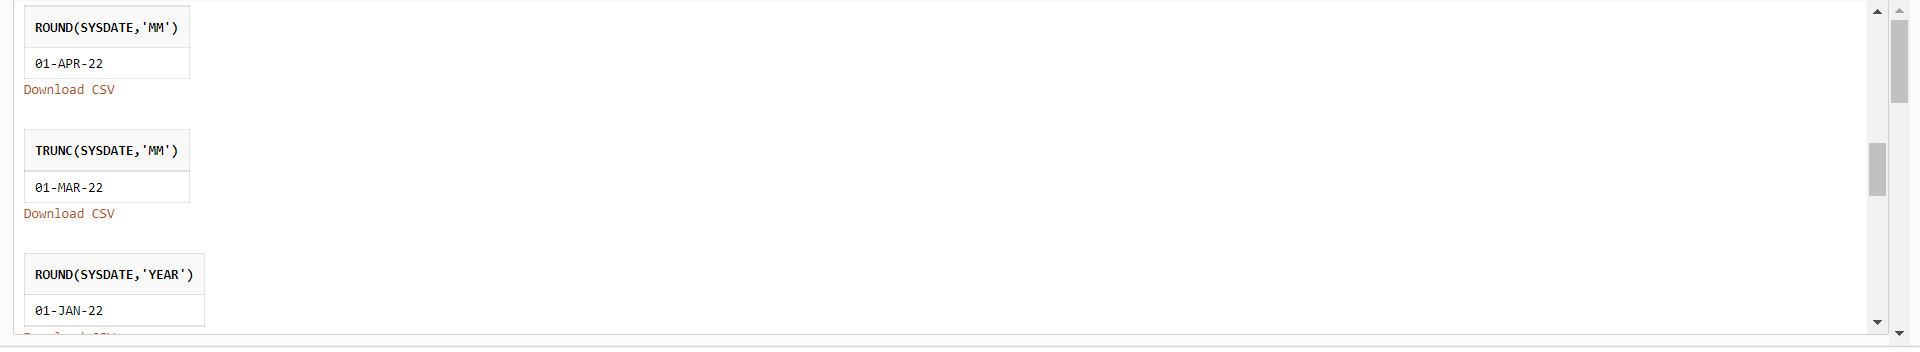 ROUND(SYSDATE,'MM')
01-APR-22
Download CSV
TRUNC(SYSDATE,'MM')
01-MAR-22
Download CSV
ROUND(SYSDATE,'YEAR')
01-JAN-22